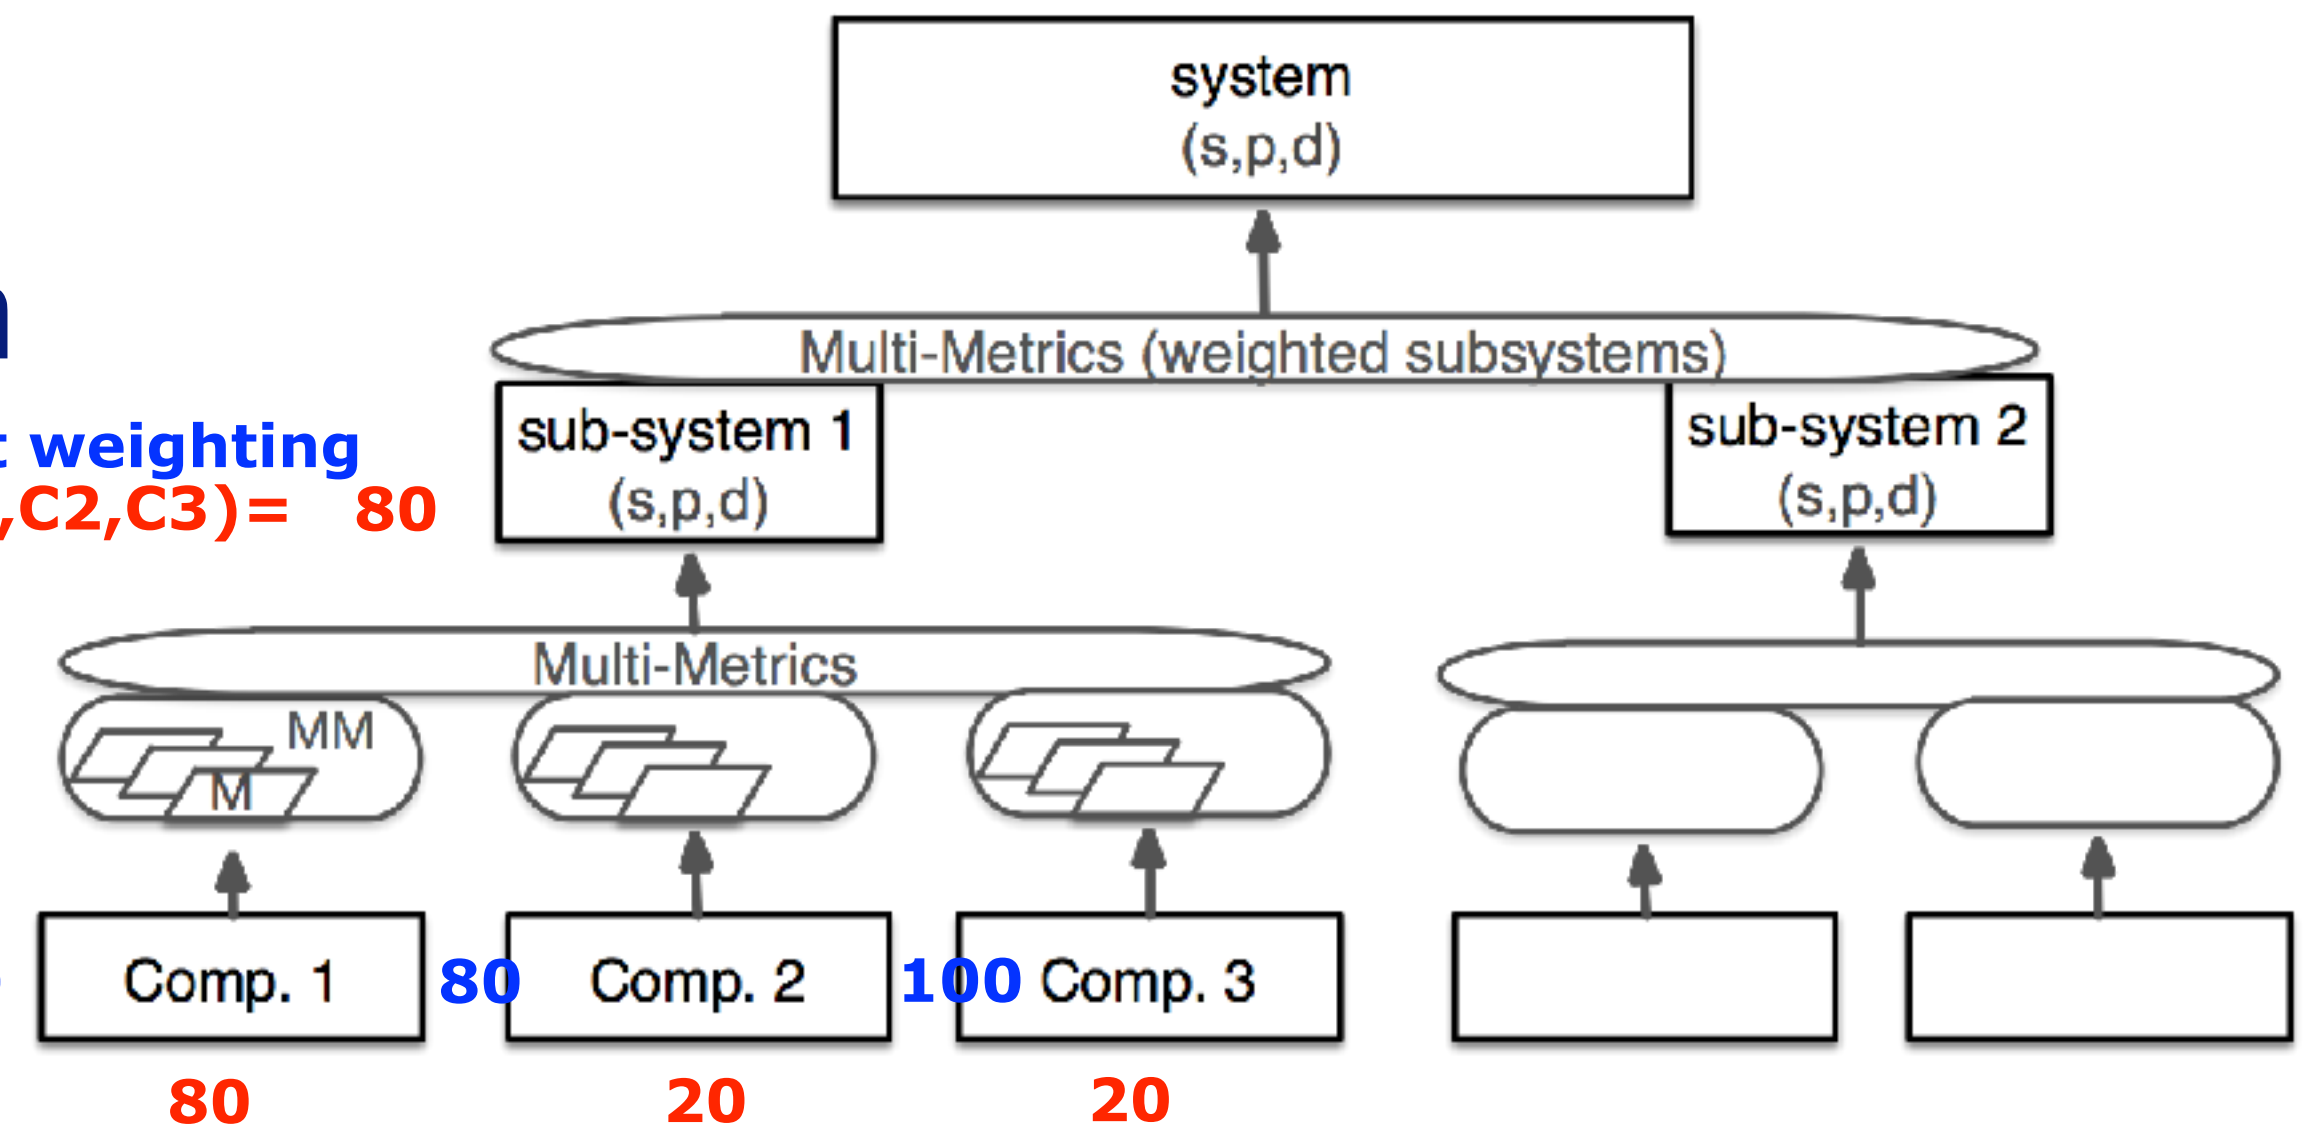 system
(s,p,d)
Multi-Metrics (weighted subsystems)
sub-system 1
(s,p,d)
sub-system 2
(s,p,d)
weighting
,C2,C3)= 80
Multi-Metrics
MM
M
Comp. 1
80
Comp. 2
100
Comp. 3
80
20
20